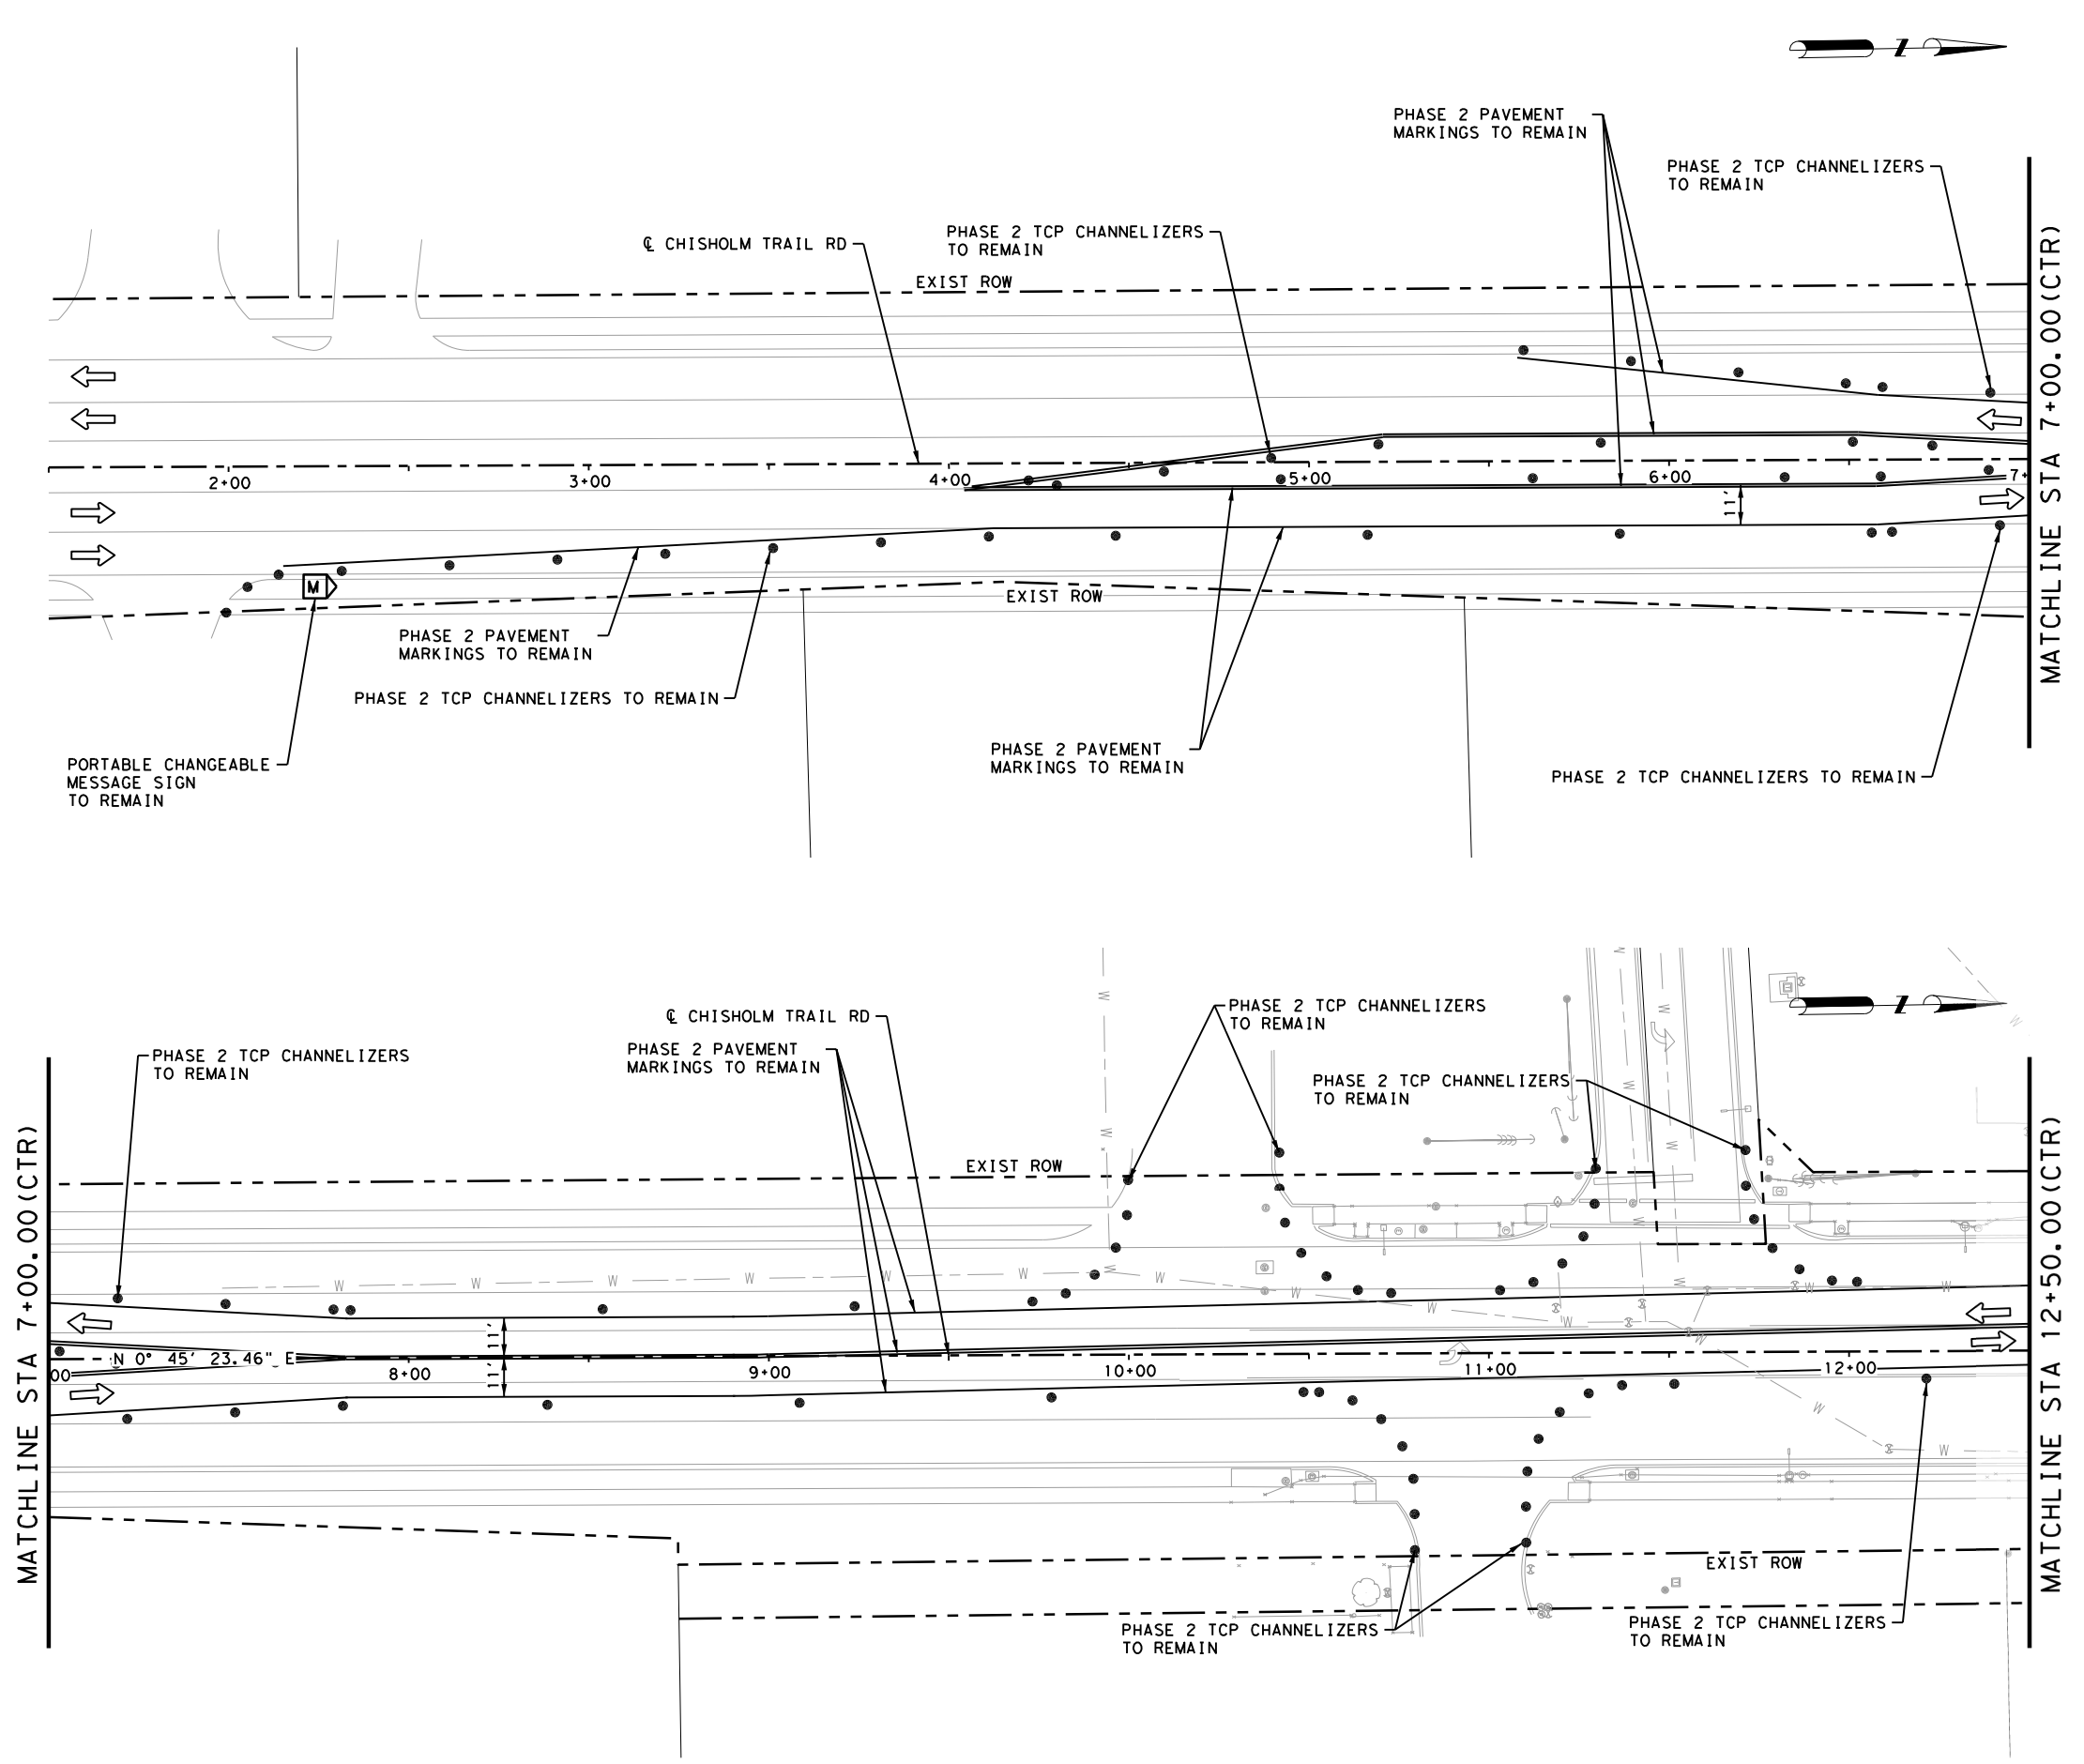 PHASE 2 PAVEMENT
MARKINGS TO REMAIN
PHASE 2 TCP CHANNELIZERS
TO REMAIN
PHASE 2 TCP CHANNELIZERS
TO REMAIN
℄ CHISHOLM TRAIL RD
EXIST ROW
MATCHLINE STA 7+00.00(CTR)
2+00
3+00
4+00
5+00
6+00
7+
11'
EXIST ROW
PHASE 2 PAVEMENT
MARKINGS TO REMAIN
PHASE 2 TCP CHANNELIZERS TO REMAIN
PHASE 2 PAVEMENT
MARKINGS TO REMAIN
PORTABLE CHANGEABLE
MESSAGE SIGN
TO REMAIN
M
PHASE 2 TCP CHANNELIZERS TO REMAIN
Z
Z
PHASE 2 TCP CHANNELIZERS
TO REMAIN
℄ CHISHOLM TRAIL RD
PHASE 2 PAVEMENT
MARKINGS TO REMAIN
PHASE 2 TCP CHANNELIZERS
TO REMAIN
PHASE 2 TCP CHANNELIZERS
TO REMAIN
EXIST ROW
MATCHLINE STA 7+00.00(CTR)
MATCHLINE STA 12+50.00(CTR)
W W W W W W W W W W W
N 0° 45' 23.46" E
00
8+00
9+00
10+00
11+00
12+00
11'
11'
EXIST ROW
PHASE 2 TCP CHANNELIZERS
TO REMAIN
PHASE 2 TCP CHANNELIZERS
TO REMAIN